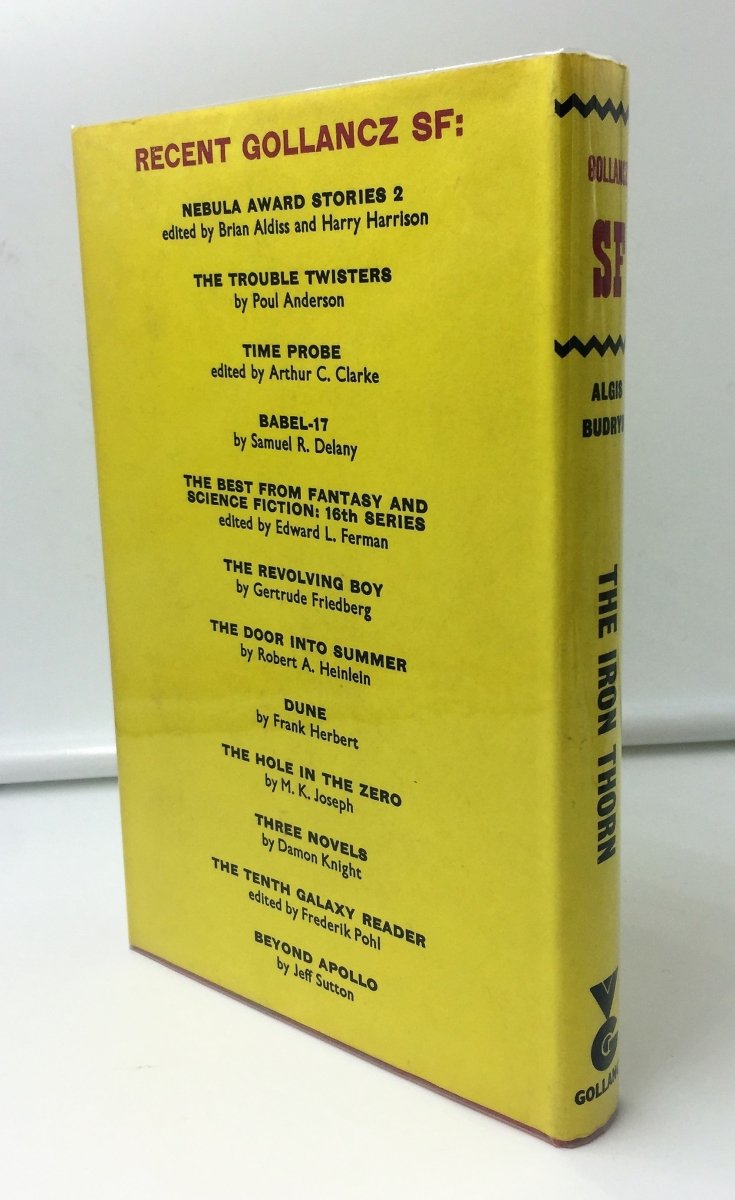 RECENT GOLLANCZ SF:
NEBULA AWARD STORIES 2
edited by Brian Aldiss and Harry Harrison
THE TROUBLE TWISTERS
by Poul Anderson
TIME PROBE
edited by Arthur C. Clarke
BABEL-17
by Samuel R. Delany
THE BEST FROM FANTASY AND
SCIENCE FICTION: 16th SERIES
edited by Edward L. Ferman
THE REVOLVING BOY
by Gertrude Friedberg
THE DOOR INTO SUMMER
by Robert A. Heinlein
DUNE
by Frank Herbert
THE HOLE IN THE ZERO
by M. K. Joseph
THREE NOVELS
by Damon Knight
THE TENTH GALAXY READER
edited by Frederik Pohl
BEYOND APOLLO
by Jeff Sutton
GOLLANCZ
SF
ALGIS
BUDRYS
THE IRON THORN
VG
GOLLANCZ